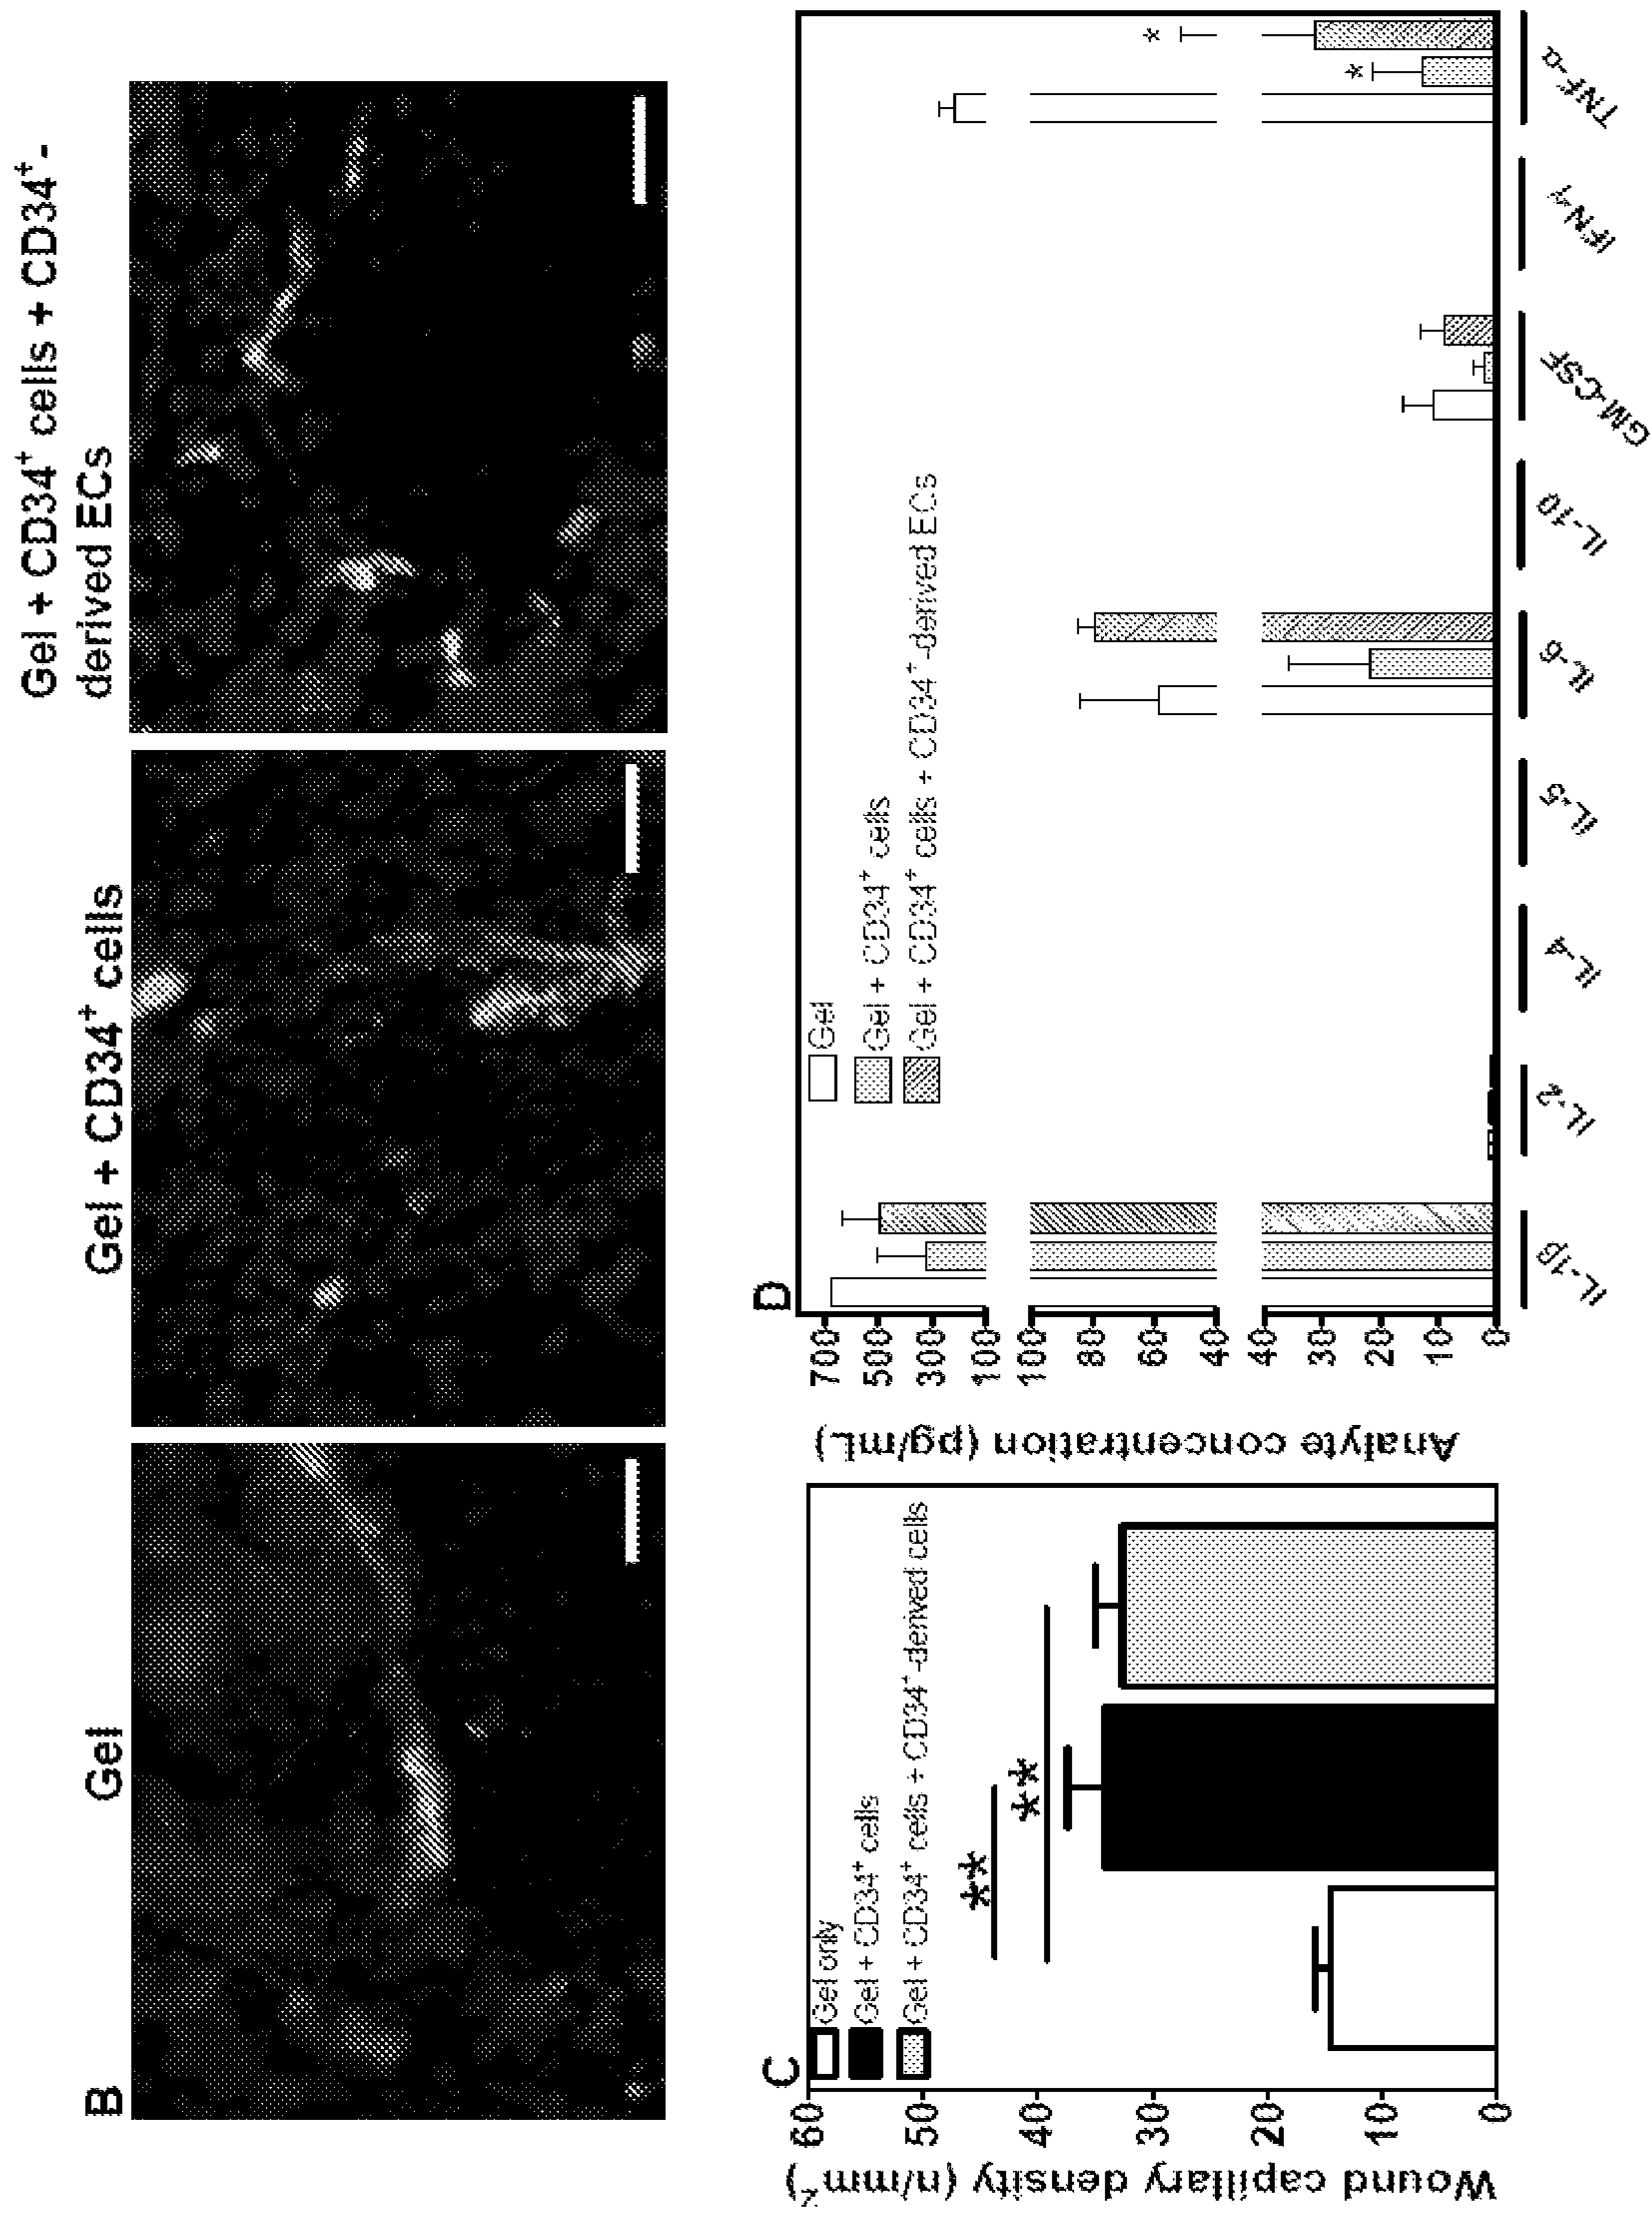 B
Gel
Gel + CD34⁺ cells
Gel + CD34⁺ cells + CD34⁺-
derived ECs
C
Gel only
Gel + CD34⁺ cells
Gel + CD34⁺ cells + CD34⁺-derived cells
Wound capillary density (n/mm²)
60
50
40
30
20
10
0
**
**
D
Gel
Gel + CD34⁺ cells
Gel + CD34⁺ cells + CD34⁺-derived ECs
Analyte concentration (pg/mL)
700
500
300
100
100
80
60
40
40
30
20
10
0
*
*
IL-1β
IL-2
IL-4
IL-5
IL-6
IL-10
GM-CSF
IFN-γ
TNF-α